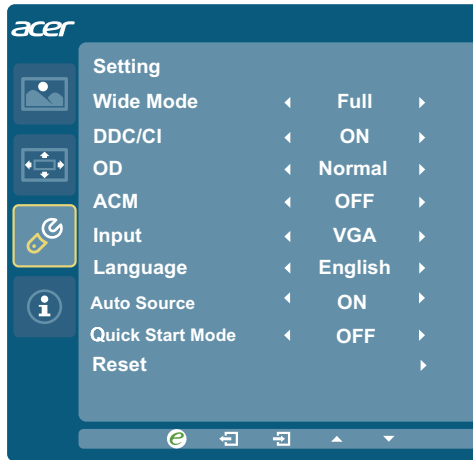 acer
Setting
Wide Mode Full
DDC/CI ON
OD Normal
ACM OFF
Input VGA
Language English
Auto Source ON
Quick Start Mode OFF
Reset
e